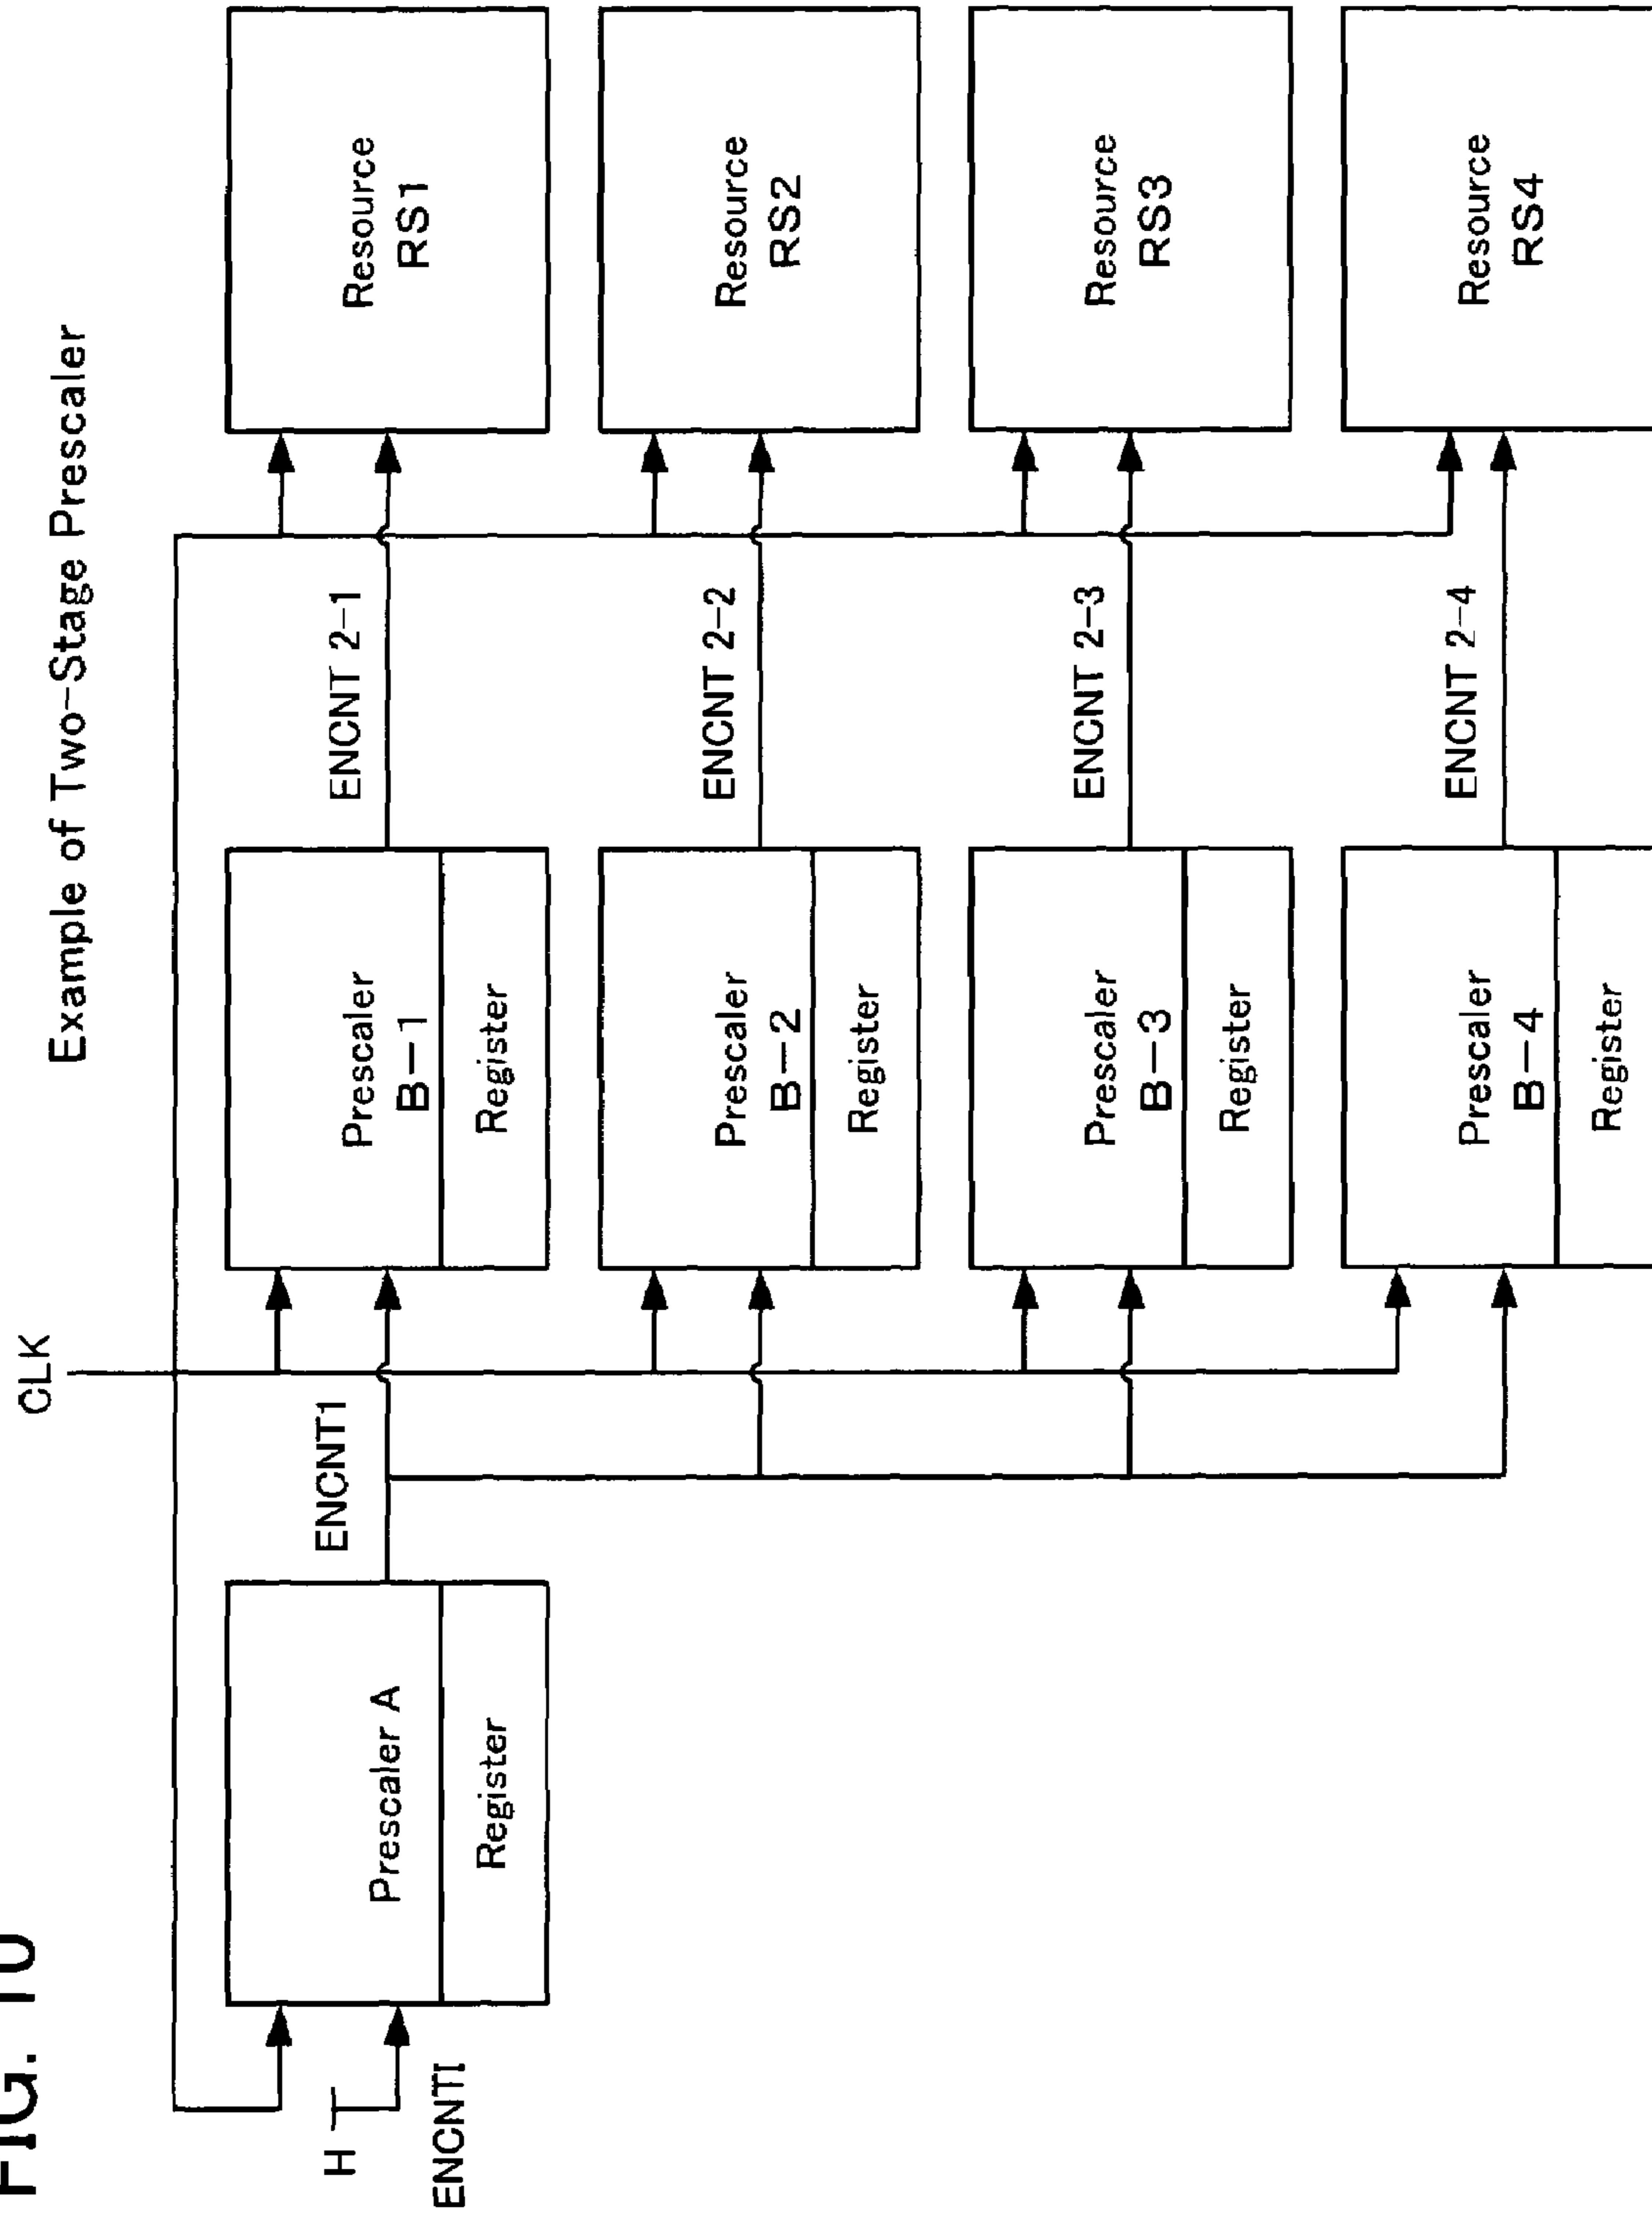 FIG. 10
Example of Two-Stage Prescaler
CLK
H
ENCNTI
Prescaler A
Register
ENCNT1
Prescaler
B-1
Register
ENCNT 2-1
Resource
RS1
Prescaler
B-2
Register
ENCNT 2-2
Resource
RS2
Prescaler
B-3
Register
ENCNT 2-3
Resource
RS3
Prescaler
B-4
Register
ENCNT 2-4
Resource
RS4